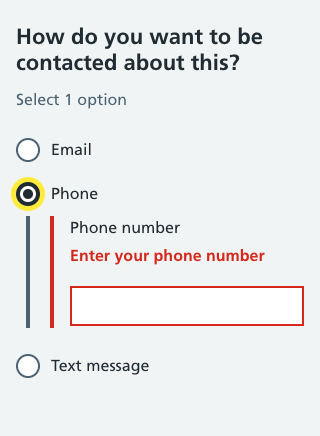 How do you want to be
contacted about this?
Select 1 option
Email
Phone
Phone number
Enter your phone number
Text message